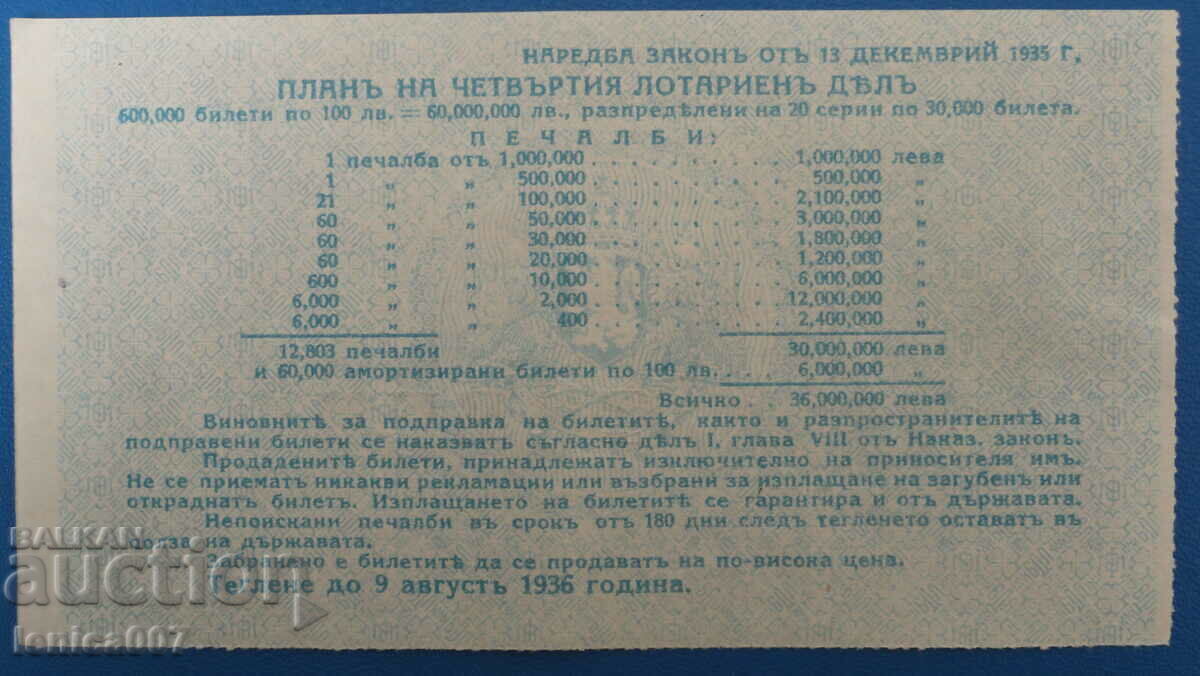 НАРЕДБА ЗАКОНЪ ОТЪ 13 ДЕКЕМВРИЙ 1935 Г,
ПЛАНЪ НА ЧЕТВЪРТИЯ ЛОТАРИЕНЪ ДѢЛЪ
600,000 билети по 100 лв. = 60,000,000 лв., разпредѣлени на 20 серии по 30,000 билета.
ПЕЧАЛБИ:
1 печалба отъ 1,000,000 . . . . . . . . . . 1,000,000 лева
1 „ „ 500,000 . . . . . . . . . . 500,000 „
21 „ „ 100,000 . . . . . . . . . . 2,100,000 „
60 „ „ 50,000 . . . . . . . . . . 3,000,000 „
60 „ „ 30,000 . . . . . . . . . . 1,800,000 „
60 „ „ 20,000 . . . . . . . . . . 1,200,000 „
600 „ „ 10,000 . . . . . . . . . . 6,000,000 „
6,000 „ „ 2,000 . . . . . . . . . . 12,000,000 „
6,000 „ „ 400 . . . . . . . . . . 2,400,000 „
12,803 печалби 30,000,000 лева
и 60,000 амортизирани билети по 100 лв. . . . 6,000,000 „
Всичко . . 36,000,000 лева
Виновнитѣ за подправка на билетитѣ, както и разпространителитѣ на
подправени билети се наказватъ съгласно дѣлъ I, глава VIII отъ Наказ. законъ.
Продаденитѣ билети, принадлежатъ изключително на приносителя имъ.
Не се приематъ никакви рекламации или възбрани за изплащане на загубенъ или
откраднатъ билетъ. Изплащането на билетитѣ се гарантира и отъ държавата.
Непоискани печалби въ срокъ отъ 180 дни следъ тегленето оставатъ въ
полза на държавата.
Забранено е билетитѣ да се продаватъ на по-висока цена.
Теглене до 9 августъ 1936 година.
BALKAN
auction
lenica007